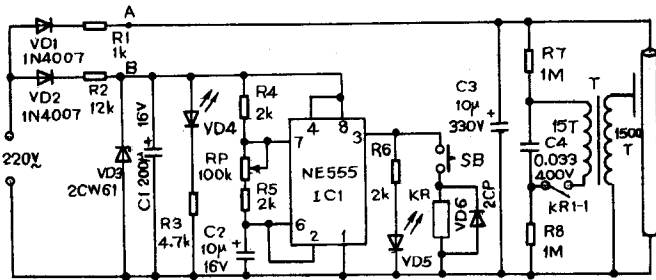 A
VD1
1N4007
R1
1k
B
VD2
1N4007
R2
12k
220V~
VD3
2CW61
C1 200μ 16V
VD4
R3
4.7k
R4
2k
RP
100k
R5
2k
C2
10μ
16V
+
7
6
4
8
3
2
1
NE555
IC1
R6
2k
VD5
SB
KR
VD6
2CP
C3
10μ
330V
+
R7
1M
T
15T
1500
T
C4
0.033
400V
KR1-1
R8
1M